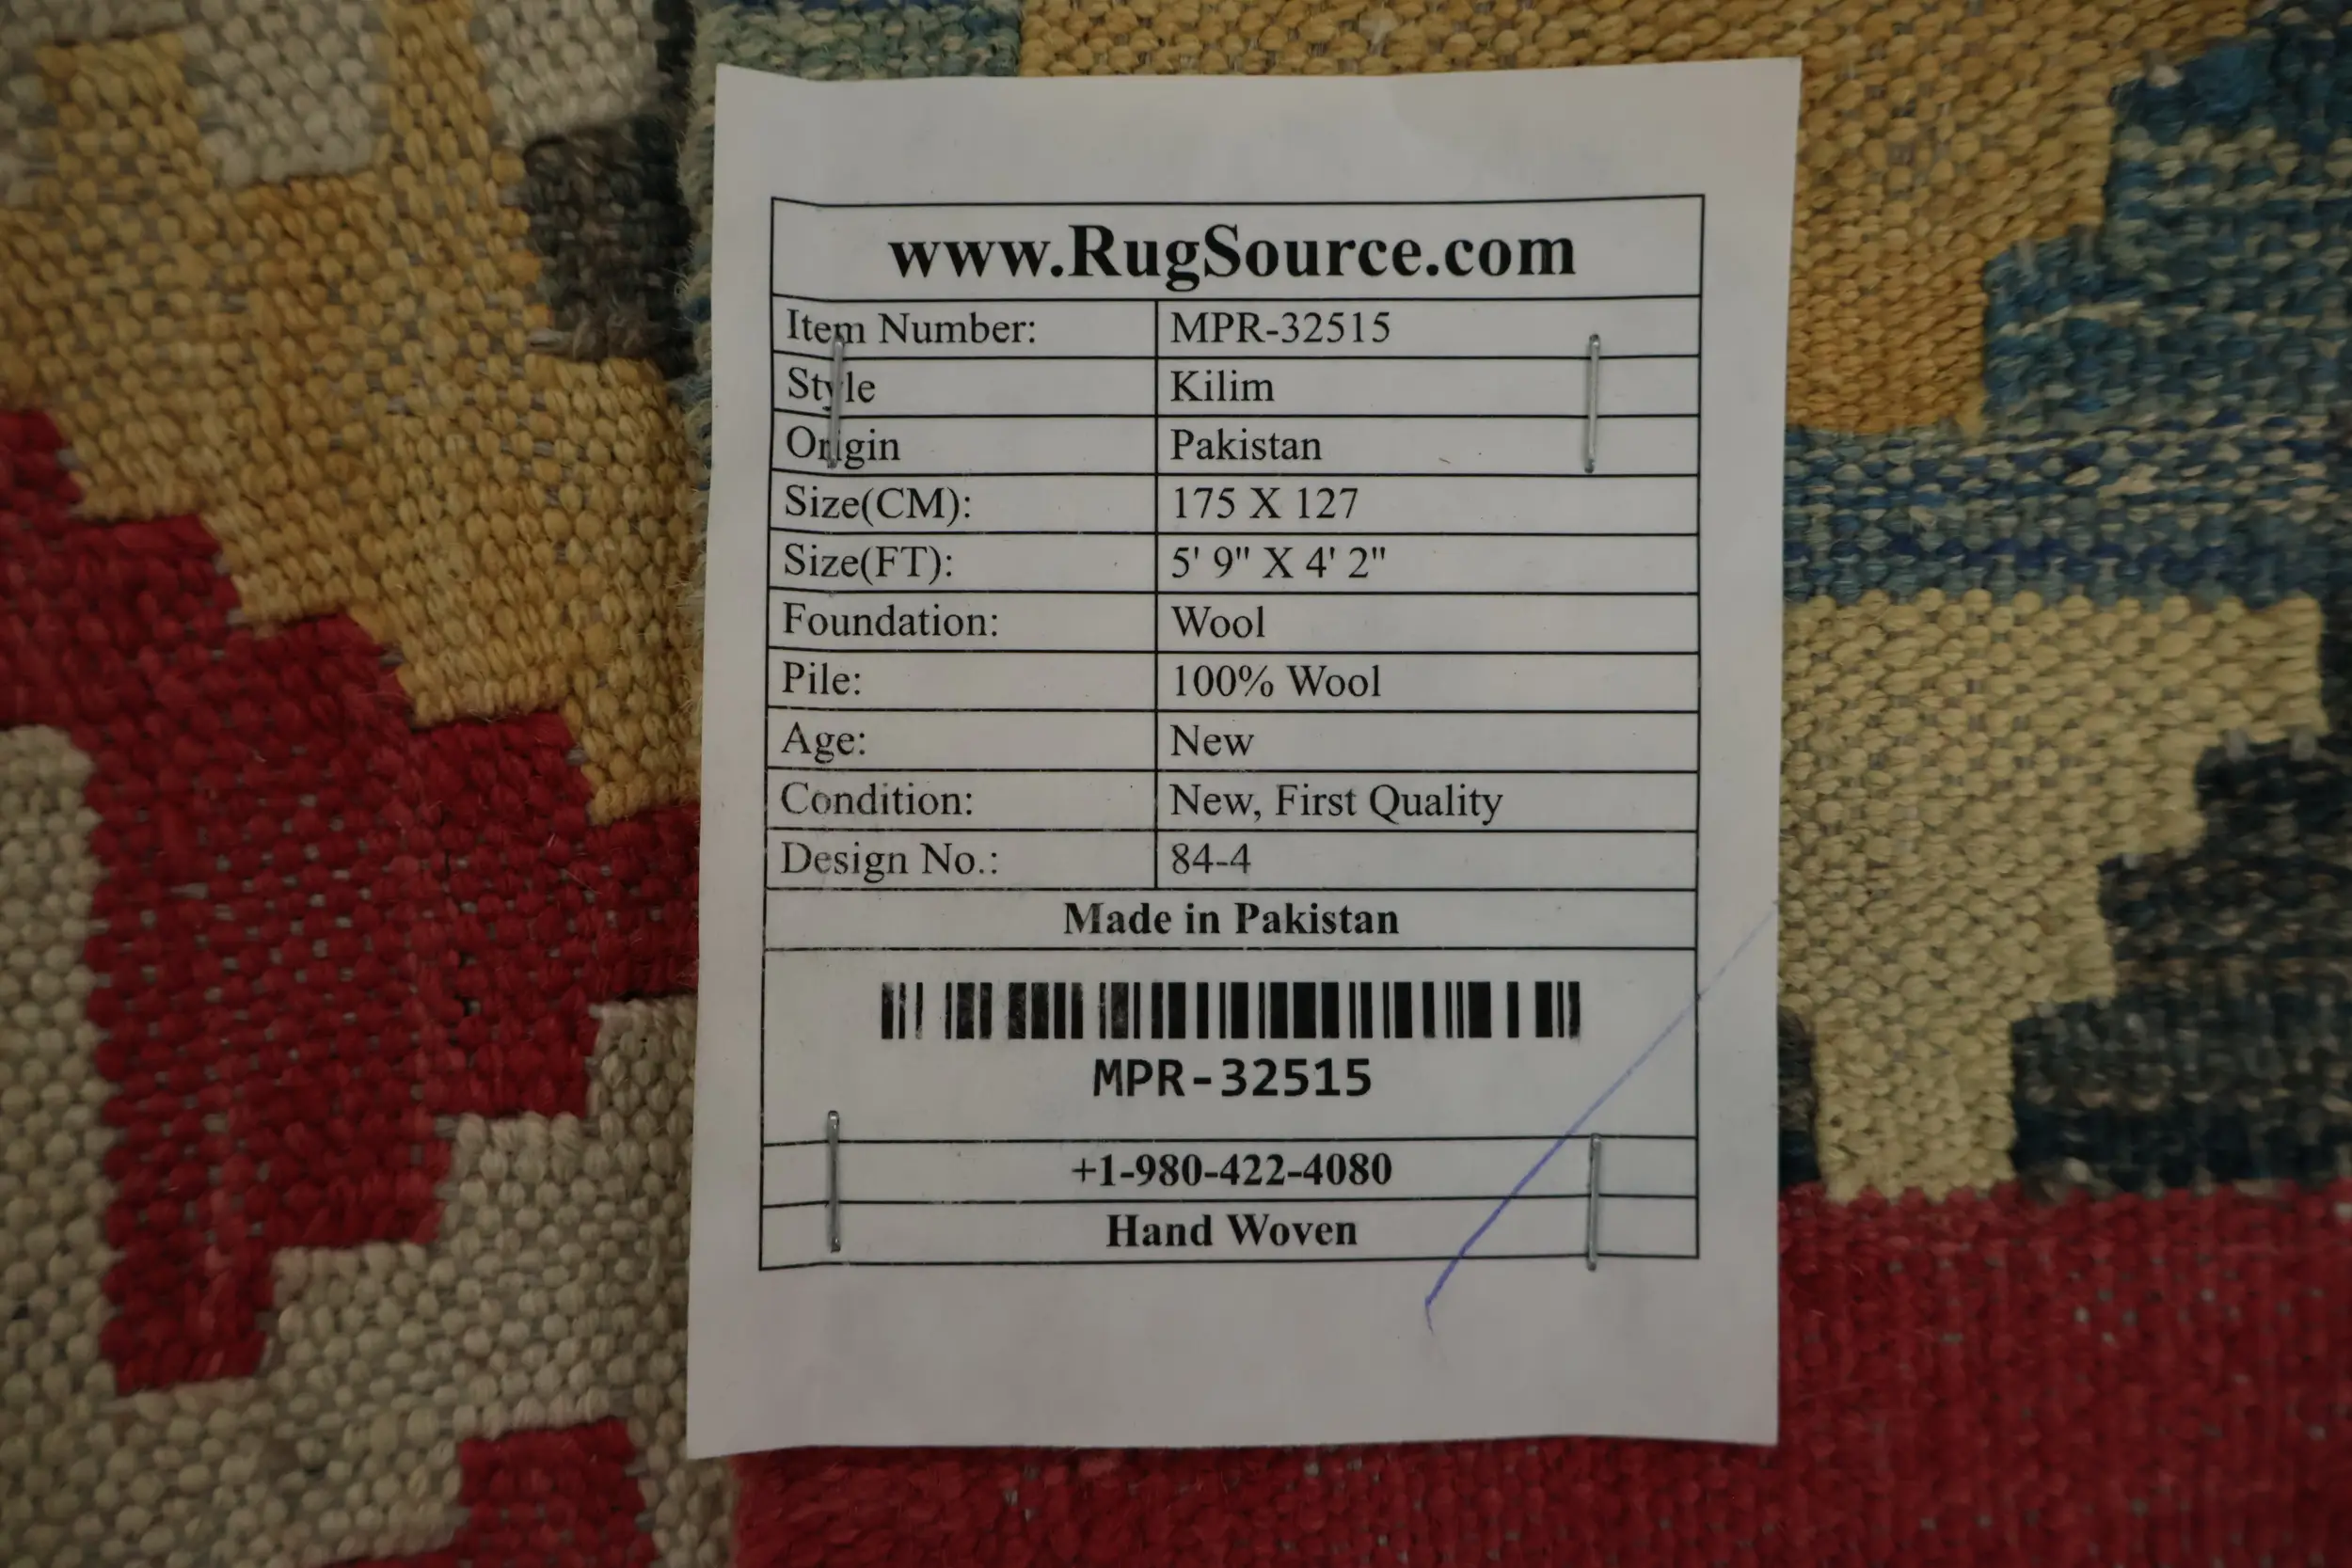 www.RugSource.com
Item Number: MPR-32515
Style Kilim
Origin Pakistan
Size(CM): 175 X 127
Size(FT): 5' 9" X 4' 2"
Foundation: Wool
Pile: 100% Wool
Age: New
Condition: New, First Quality
Design No.: 84-4
Made in Pakistan
MPR-32515
+1-980-422-4080
Hand Woven